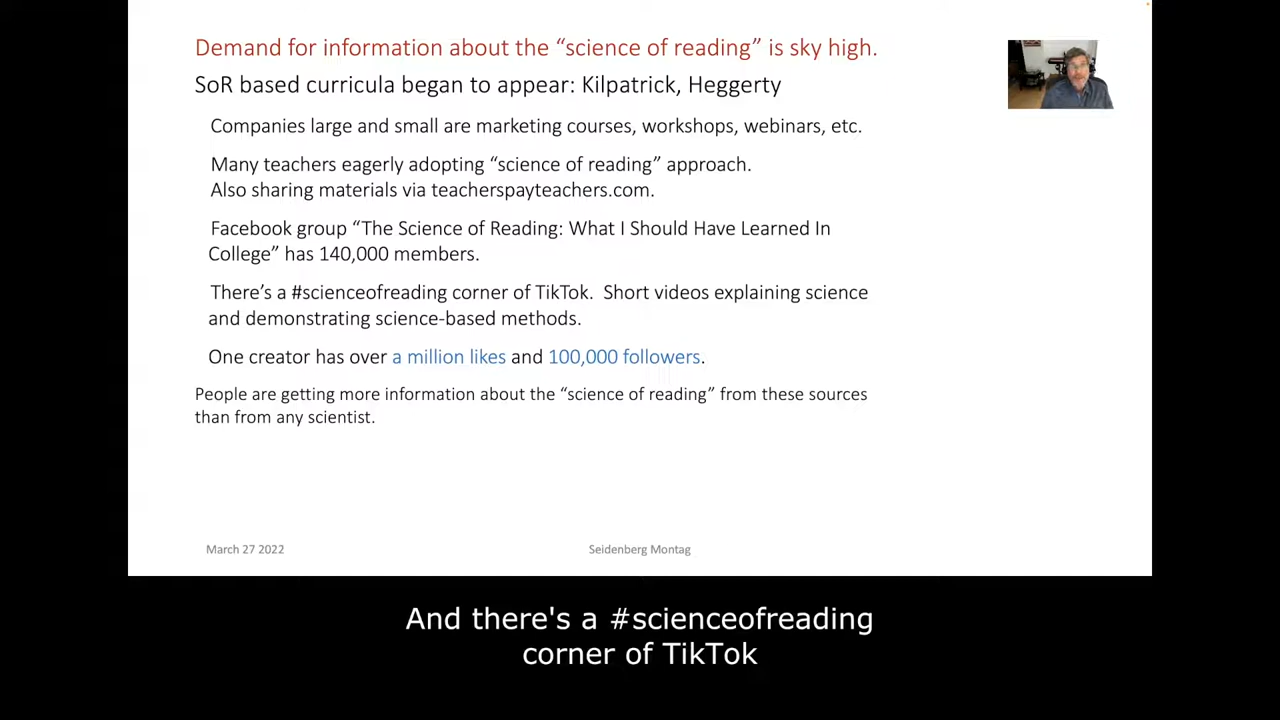 Demand for information about the “science of reading” is sky high.
SoR based curricula began to appear: Kilpatrick, Heggerty
Companies large and small are marketing courses, workshops, webinars, etc.
Many teachers eagerly adopting “science of reading” approach.
Also sharing materials via teacherspayteachers.com.
Facebook group “The Science of Reading: What I Should Have Learned In
College” has 140,000 members.
There’s a #scienceofreading corner of TikTok.  Short videos explaining science
and demonstrating science-based methods.
One creator has over a million likes and 100,000 followers.
People are getting more information about the “science of reading” from these sources
than from any scientist.
March 27 2022
Seidenberg Montag
And there's a #scienceofreading
corner of TikTok